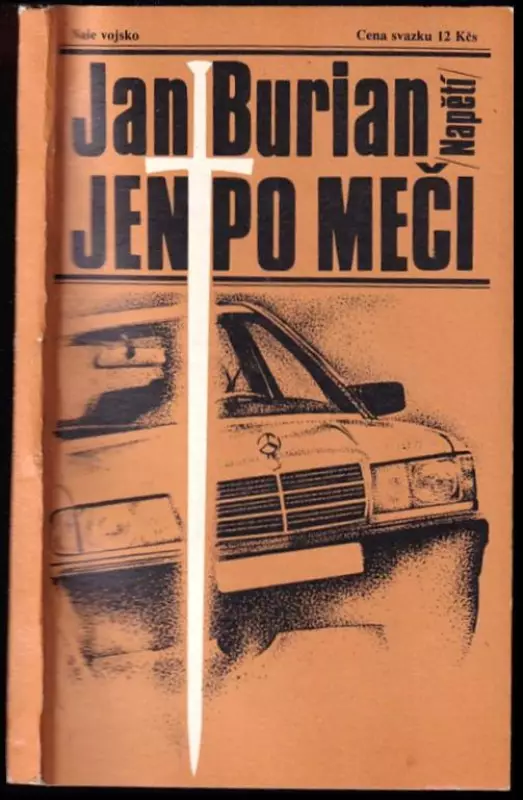 Naše vojsko
Cena svazku 12 Kčs
Jan Burian
/Napětí/
JEN PO MEČI